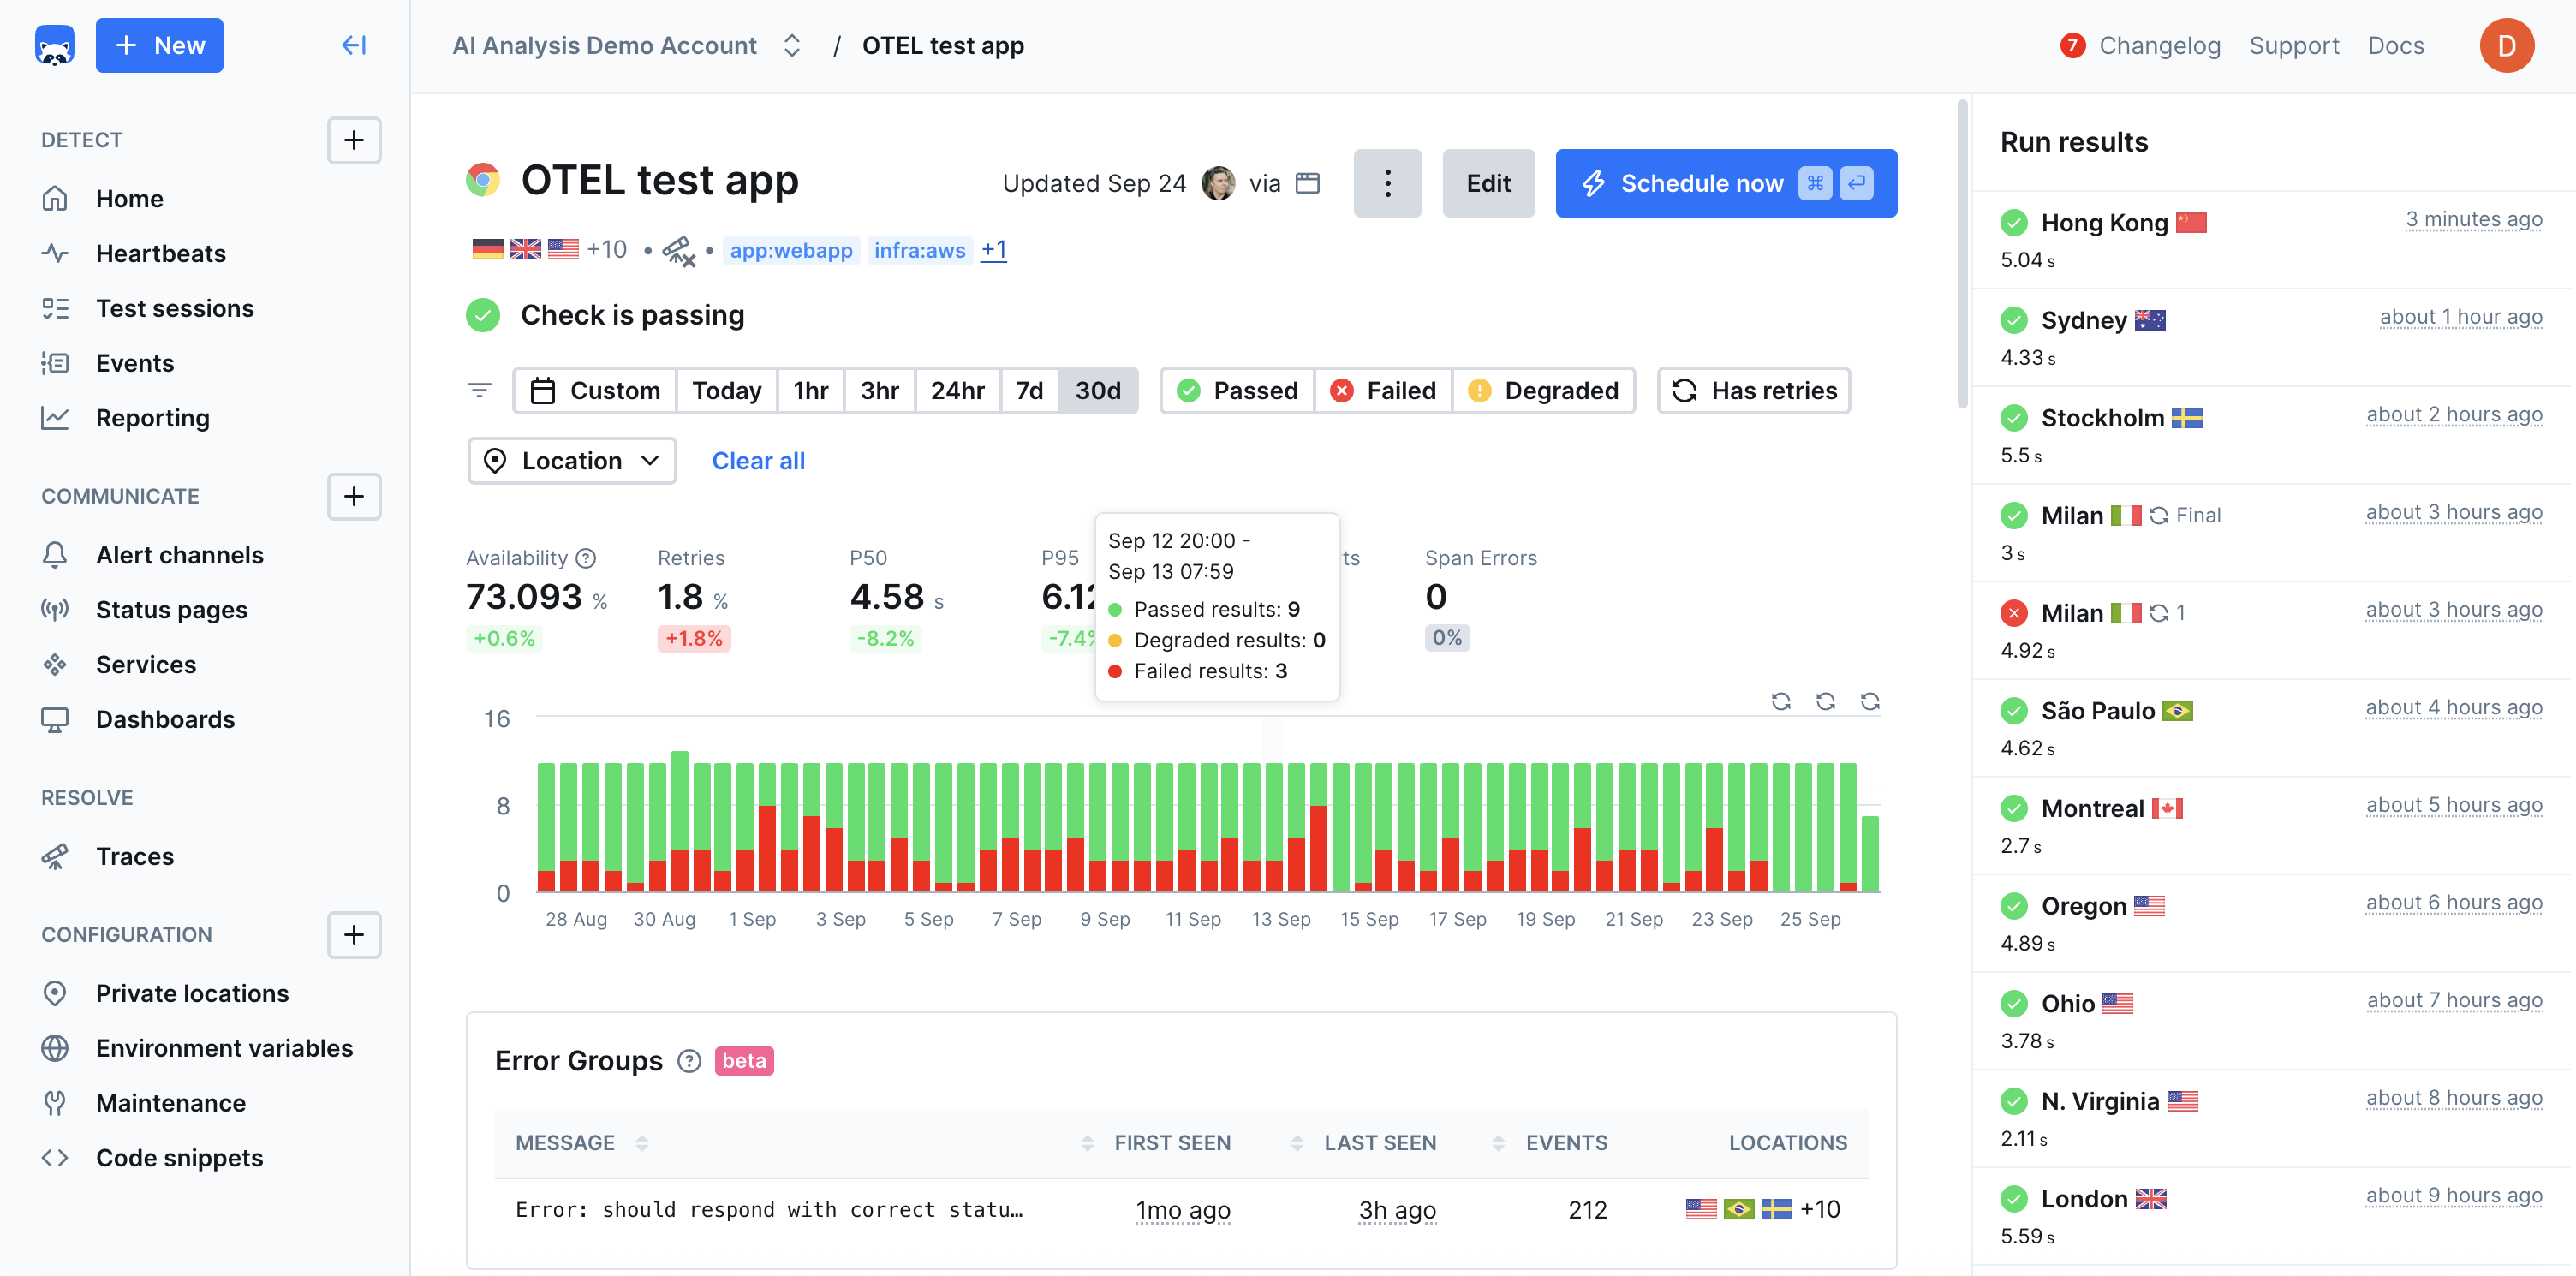 New
AI Analysis Demo Account / OTEL test app
7 Changelog Support Docs D
DETECT
Home
Heartbeats
Test sessions
Events
Reporting
COMMUNICATE
Alert channels
Status pages
Services
Dashboards
RESOLVE
Traces
CONFIGURATION
Private locations
Environment variables
Maintenance
Code snippets
OTEL test app
Updated Sep 24 via
Edit
Schedule now ⌘
+10 • • app:webapp infra:aws +1
Check is passing
Custom Today 1hr 3hr 24hr 7d 30d Passed Failed Degraded Has retries
Location Clear all
Availability Retries P50 P95 Span Errors
73.093 % 1.8 % 4.58 s 0
+0.6% +1.8% -8.2% 0%
Sep 12 20:00 -
Sep 13 07:59
Passed results: 9
Degraded results: 0
Failed results: 3
16
8
0
28 Aug 30 Aug 1 Sep 3 Sep 5 Sep 7 Sep 9 Sep 11 Sep 13 Sep 15 Sep 17 Sep 19 Sep 21 Sep 23 Sep 25 Sep
Error Groups beta
MESSAGE FIRST SEEN LAST SEEN EVENTS LOCATIONS
Error: should respond with correct statu… 1mo ago 3h ago 212 +10
Run results
Hong Kong 3 minutes ago
5.04 s
Sydney about 1 hour ago
4.33 s
Stockholm about 2 hours ago
5.5 s
Milan Final about 3 hours ago
3 s
Milan 1 about 3 hours ago
4.92 s
São Paulo about 4 hours ago
4.62 s
Montreal about 5 hours ago
2.7 s
Oregon about 6 hours ago
4.89 s
Ohio about 7 hours ago
3.78 s
N. Virginia about 8 hours ago
2.11 s
London about 9 hours ago
5.59 s